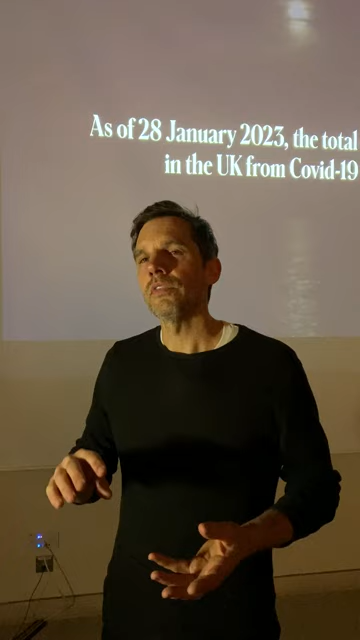 As of 28 January 2023, the total
in the UK from Covid-19